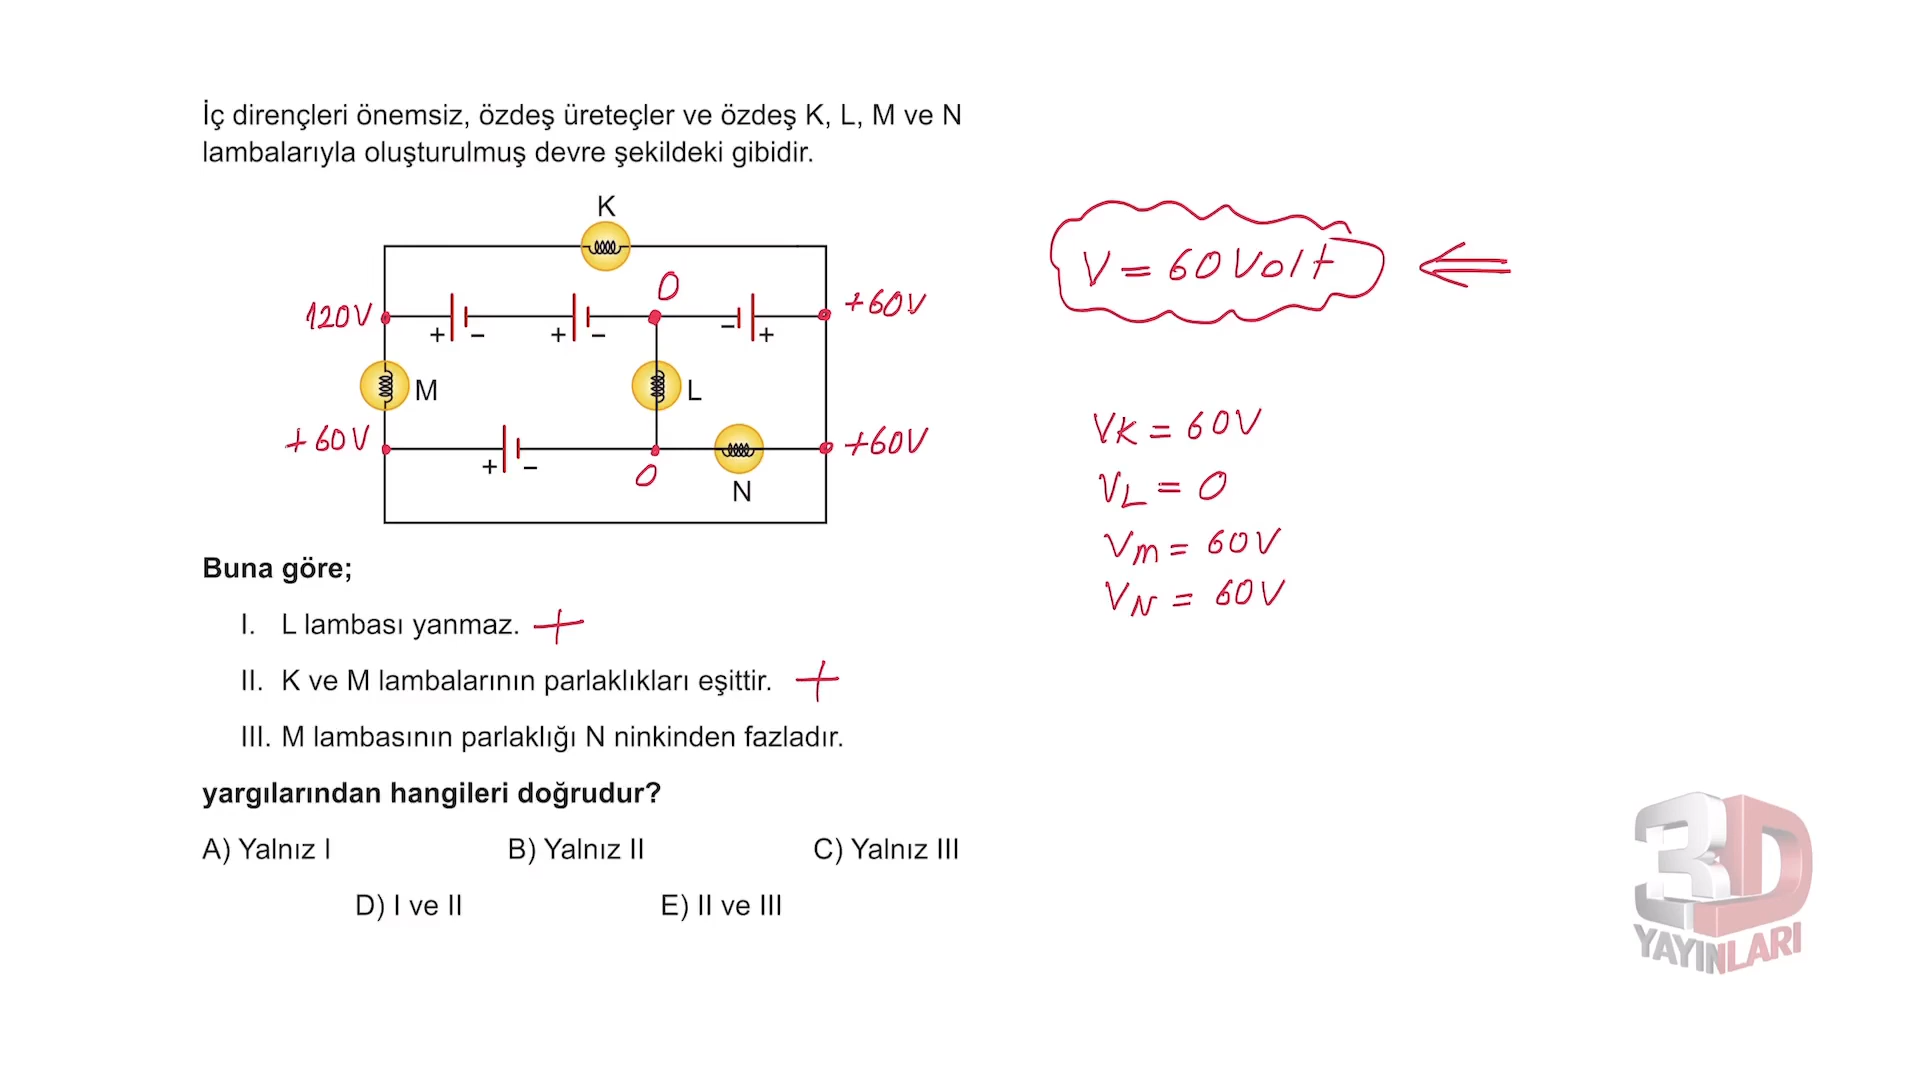 İç dirençleri önemsiz, özdeş üreteçler ve özdeş K, L, M ve N
lambalarıyla oluşturulmuş devre şekildeki gibidir.
K
V = 60 Volt
120V
0
+60V
+ - + - - +
M
L
+60V
+60V
+ -
0
N
VK = 60V
VL = 0
Vm = 60V
VN = 60V
Buna göre;
I. L lambası yanmaz. +
II. K ve M lambalarının parlaklıkları eşittir. +
III. M lambasının parlaklığı N ninkinden fazladır.
yargılarından hangileri doğrudur?
A) Yalnız I B) Yalnız II C) Yalnız III
D) I ve II E) II ve III
3D
YAYINLARI